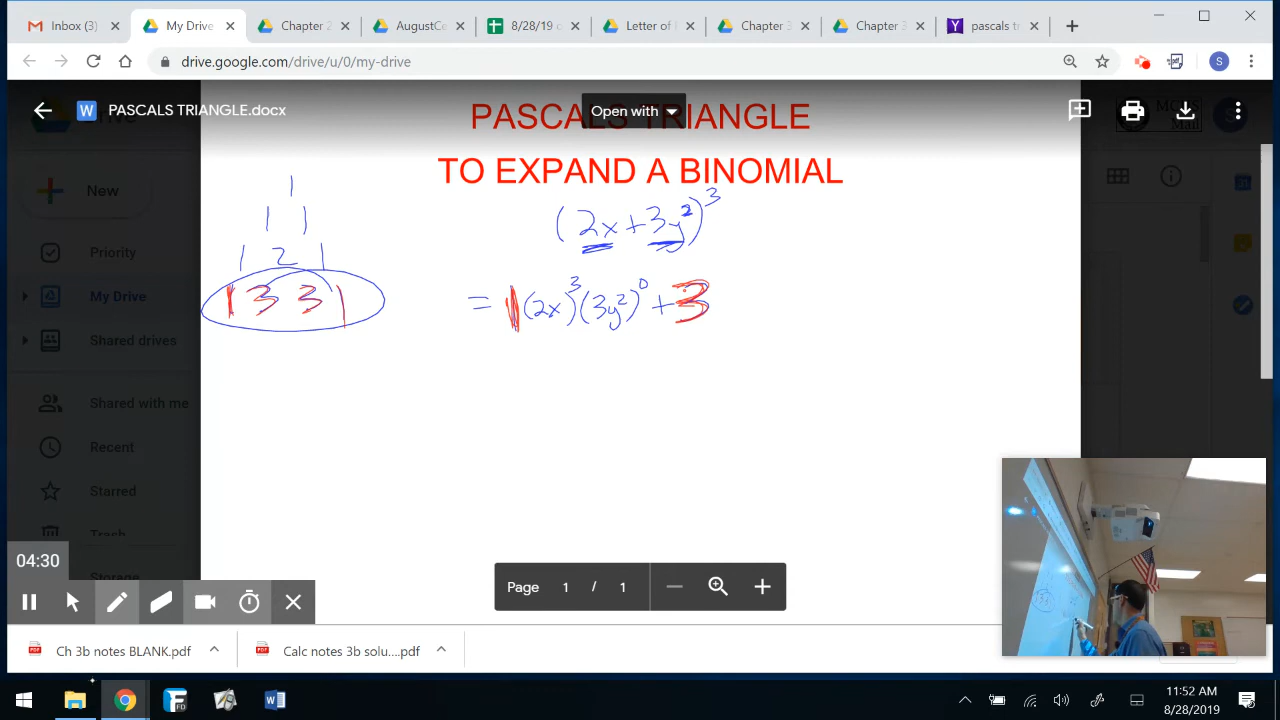 Inbox (3)
My Drive
Chapter 2
AugustCe
8/28/19 c
Letter of
Chapter 3
Chapter 3
pascals tr
drive.google.com/drive/u/0/my-drive
S
W PASCALS TRIANGLE.docx
Open with
PASCALS TRIANGLE
TO EXPAND A BINOMIAL
New
Priority
My Drive
Shared drives
Shared with me
Recent
Starred
Trash
Storage
1
1 1
1 2 1
1 3 3 1
(2x+3y²)³
= 1(2x)³(3y²)⁰ + 3
04:30
Page 1 / 1
Ch 3b notes BLANK.pdf
Calc notes 3b solu....pdf
11:52 AM
8/28/2019